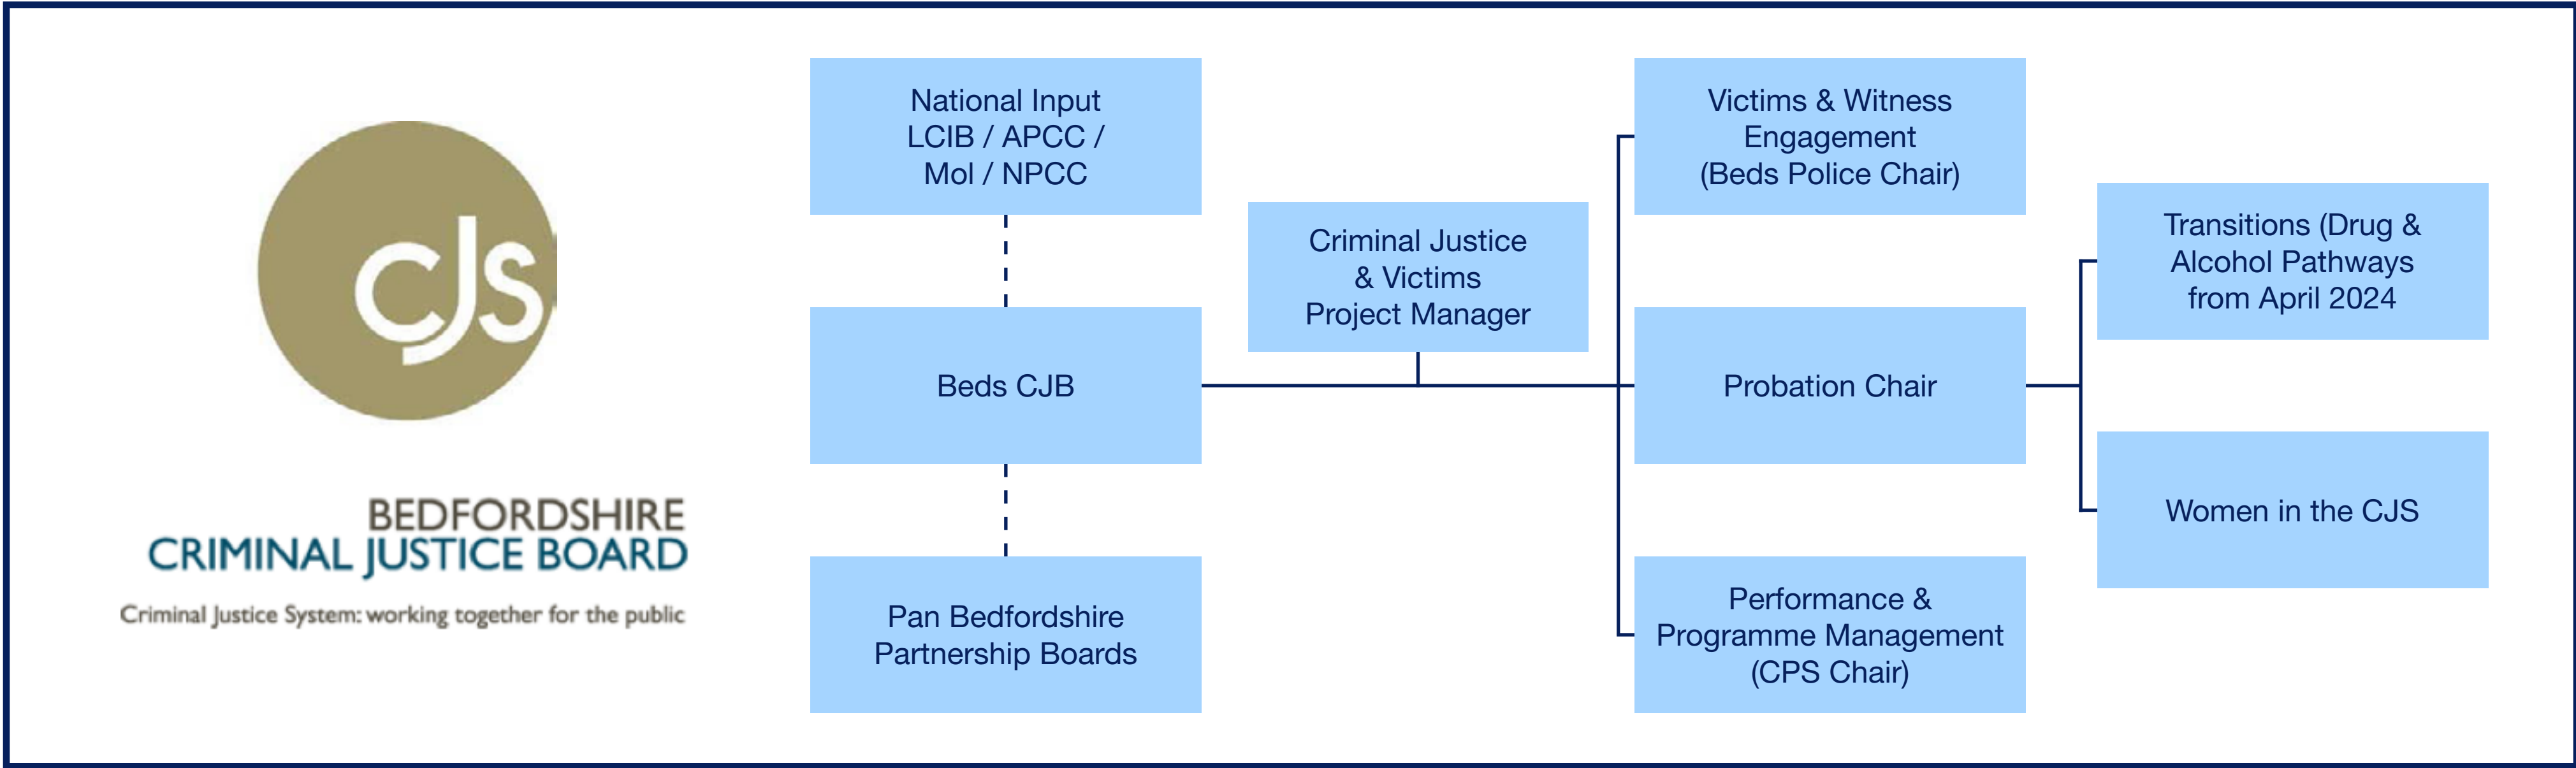 CJS
BEDFORDSHIRE
CRIMINAL JUSTICE BOARD
Criminal Justice System: working together for the public
National Input
LCIB / APCC /
Mol / NPCC
Beds CJB
Pan Bedfordshire
Partnership Boards
Criminal Justice
& Victims
Project Manager
Victims & Witness
Engagement
(Beds Police Chair)
Probation Chair
Performance &
Programme Management
(CPS Chair)
Transitions (Drug &
Alcohol Pathways
from April 2024
Women in the CJS